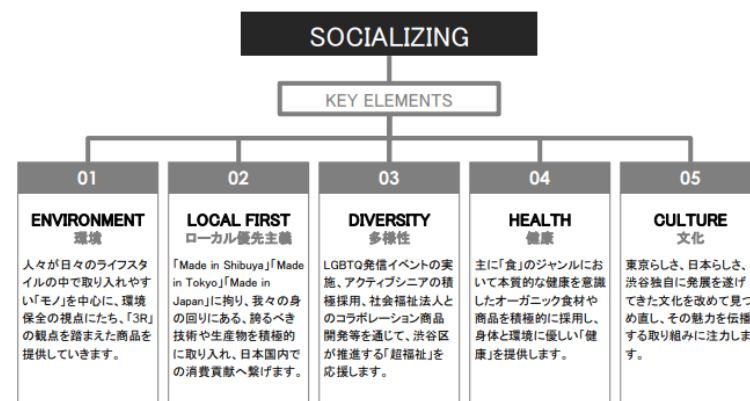 SOCIALIZING
KEY ELEMENTS
01
ENVIRONMENT
環境
人々が日々のライフスタ
イルの中で取り入れやす
い「モノ」を中心に、環境
保全の視点にたち、「3R」
の観点を踏まえた商品を
提供していきます。
02
LOCAL FIRST
ローカル優先主義
「Made in Shibuya」「Made
in Tokyo」「Made in
Japan」に拘り、我々の身
の回りにある、誇るべき
技術や生産物を積極的
に取り入れ、日本国内で
の消費貢献へ繋げます。
03
DIVERSITY
多様性
LGBTQ発信イベントの実
施、アクティブシニアの積
極採用、社会福祉法人と
のコラボレーション商品
開発等を通じて、渋谷区
が推進する「超福祉」を
応援します。
04
HEALTH
健康
主に「食」のジャンルにお
いて本質的な健康を意識
したオーガニック食材や
商品を積極的に採用し、
身体と環境に優しい「健
康」を提供します。
05
CULTURE
文化
東京らしさ、日本らしさ、
渋谷独自に発展を遂げ
てきた文化を改めて見つ
め直し、その魅力を伝播
する取り組みに注力しま
す。